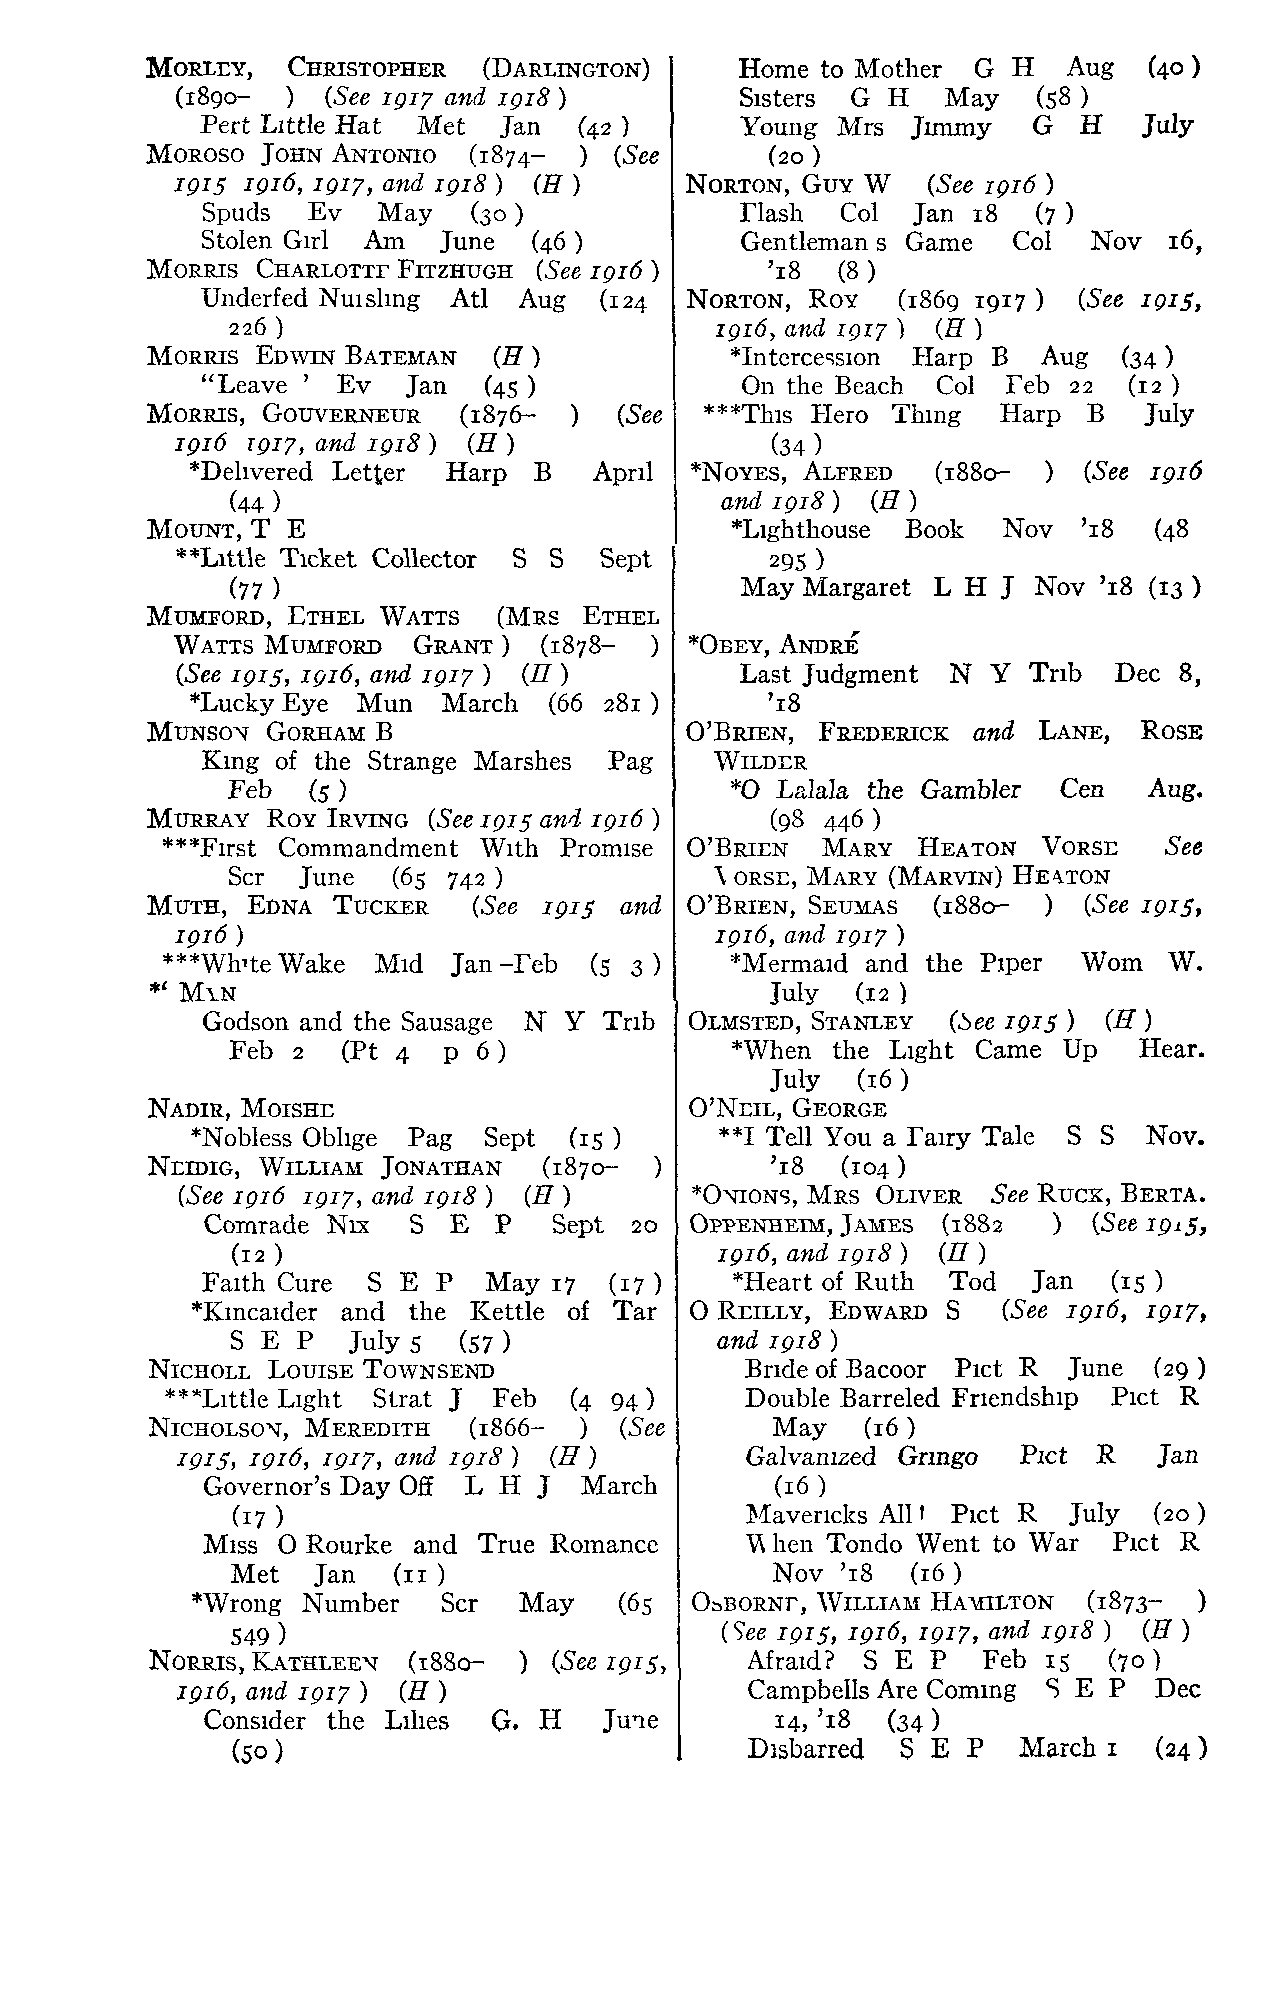 MORLEY, CHRISTOPHER (DARLINGTON)
(1890– ) (See 1917 and 1918 )
Pert Little Hat Met Jan (42 )
MOROSO JOHN ANTONIO (1874– ) (See
1915 1916, 1917, and 1918 ) (H )
Spuds Ev May (30 )
Stolen Girl Am June (46 )
MORRIS CHARLOTTE FITZHUGH (See 1916 )
Underfed Nursling Atl Aug (124
226 )
MORRIS EDWIN BATEMAN (H )
“Leave ’ Ev Jan (45 )
MORRIS, GOUVERNEUR (1876– ) (See
1916 1917, and 1918 ) (H )
*Delivered Letter Harp B April
(44 )
MOUNT, T E
**Little Ticket Collector S S Sept
(77 )
MUMFORD, ETHEL WATTS (MRS ETHEL
WATTS MUMFORD GRANT ) (1878– )
(See 1915, 1916, and 1917 ) (H )
*Lucky Eye Mun March (66 281 )
MUNSON GORHAM B
King of the Strange Marshes Pag
Feb (5 )
MURRAY ROY IRVING (See 1915 and 1916 )
***First Commandment With Promise
Scr June (65 742 )
MUTH, EDNA TUCKER (See 1915 and
1916 )
***White Wake Mid Jan –Feb (5 3 )
*‘ MAN
Godson and the Sausage N Y Trib
Feb 2 (Pt 4 p 6 )
NADIR, MOISHE
*Nobless Oblige Pag Sept (15 )
NEIDIG, WILLIAM JONATHAN (1870– )
(See 1916 1917, and 1918 ) (H )
Comrade Nix S E P Sept 20
(12 )
Faith Cure S E P May 17 (17 )
*Kincaider and the Kettle of Tar
S E P July 5 (57 )
NICHOLL LOUISE TOWNSEND
***Little Light Strat J Feb (4 94 )
NICHOLSON, MEREDITH (1866– ) (See
1915, 1916, 1917, and 1918 ) (H )
Governor's Day Off L H J March
(17 )
Miss O Rourke and True Romance
Met Jan (11 )
*Wrong Number Scr May (65
549 )
NORRIS, KATHLEEN (1880– ) (See 1915,
1916, and 1917 ) (H )
Consider the Lilies G. H June
(50 )
Home to Mother G H Aug (40 )
Sisters G H May (58 )
Young Mrs Jimmy G H July
(20 )
NORTON, GUY W (See 1916 )
Flash Col Jan 18 (7 )
Gentleman s Game Col Nov 16,
’18 (8 )
NORTON, ROY (1869 1917 ) (See 1915,
1916, and 1917 ) (H )
*Intercession Harp B Aug (34 )
On the Beach Col Feb 22 (12 )
***This Hero Thing Harp B July
(34 )
*NOYES, ALFRED (1880– ) (See 1916
and 1918 ) (H )
*Lighthouse Book Nov ’18 (48
295 )
May Margaret L H J Nov ’18 (13 )
*OBEY, ANDRÉ
Last Judgment N Y Trib Dec 8,
’18
O'BRIEN, FREDERICK and LANE, ROSE
WILDER
*O Lalala the Gambler Cen Aug.
(98 446 )
O'BRIEN MARY HEATON VORSE See
VORSE, MARY (MARVIN) HEATON
O'BRIEN, SEUMAS (1880– ) (See 1915,
1916, and 1917 )
*Mermaid and the Piper Wom W.
July (12 )
OLMSTED, STANLEY (See 1915 ) (H )
*When the Light Came Up Hear.
July (16 )
O'NEIL, GEORGE
**I Tell You a Fairy Tale S S Nov.
’18 (104 )
*ONIONS, MRS OLIVER See RUCK, BERTA.
OPPENHEIM, JAMES (1882 ) (See 1915,
1916, and 1918 ) (H )
*Heart of Ruth Tod Jan (15 )
O REILLY, EDWARD S (See 1916, 1917,
and 1918 )
Bride of Bacoor Pict R June (29 )
Double Barreled Friendship Pict R
May (16 )
Galvanized Gringo Pict R Jan
(16 )
Mavericks All! Pict R July (20 )
When Tondo Went to War Pict R
Nov ’18 (16 )
OSBORNE, WILLIAM HAMILTON (1873– )
(See 1915, 1916, 1917, and 1918 ) (H )
Afraid? S E P Feb 15 (70 )
Campbells Are Coming S E P Dec
14, ’18 (34 )
Disbarred S E P March 1 (24 )